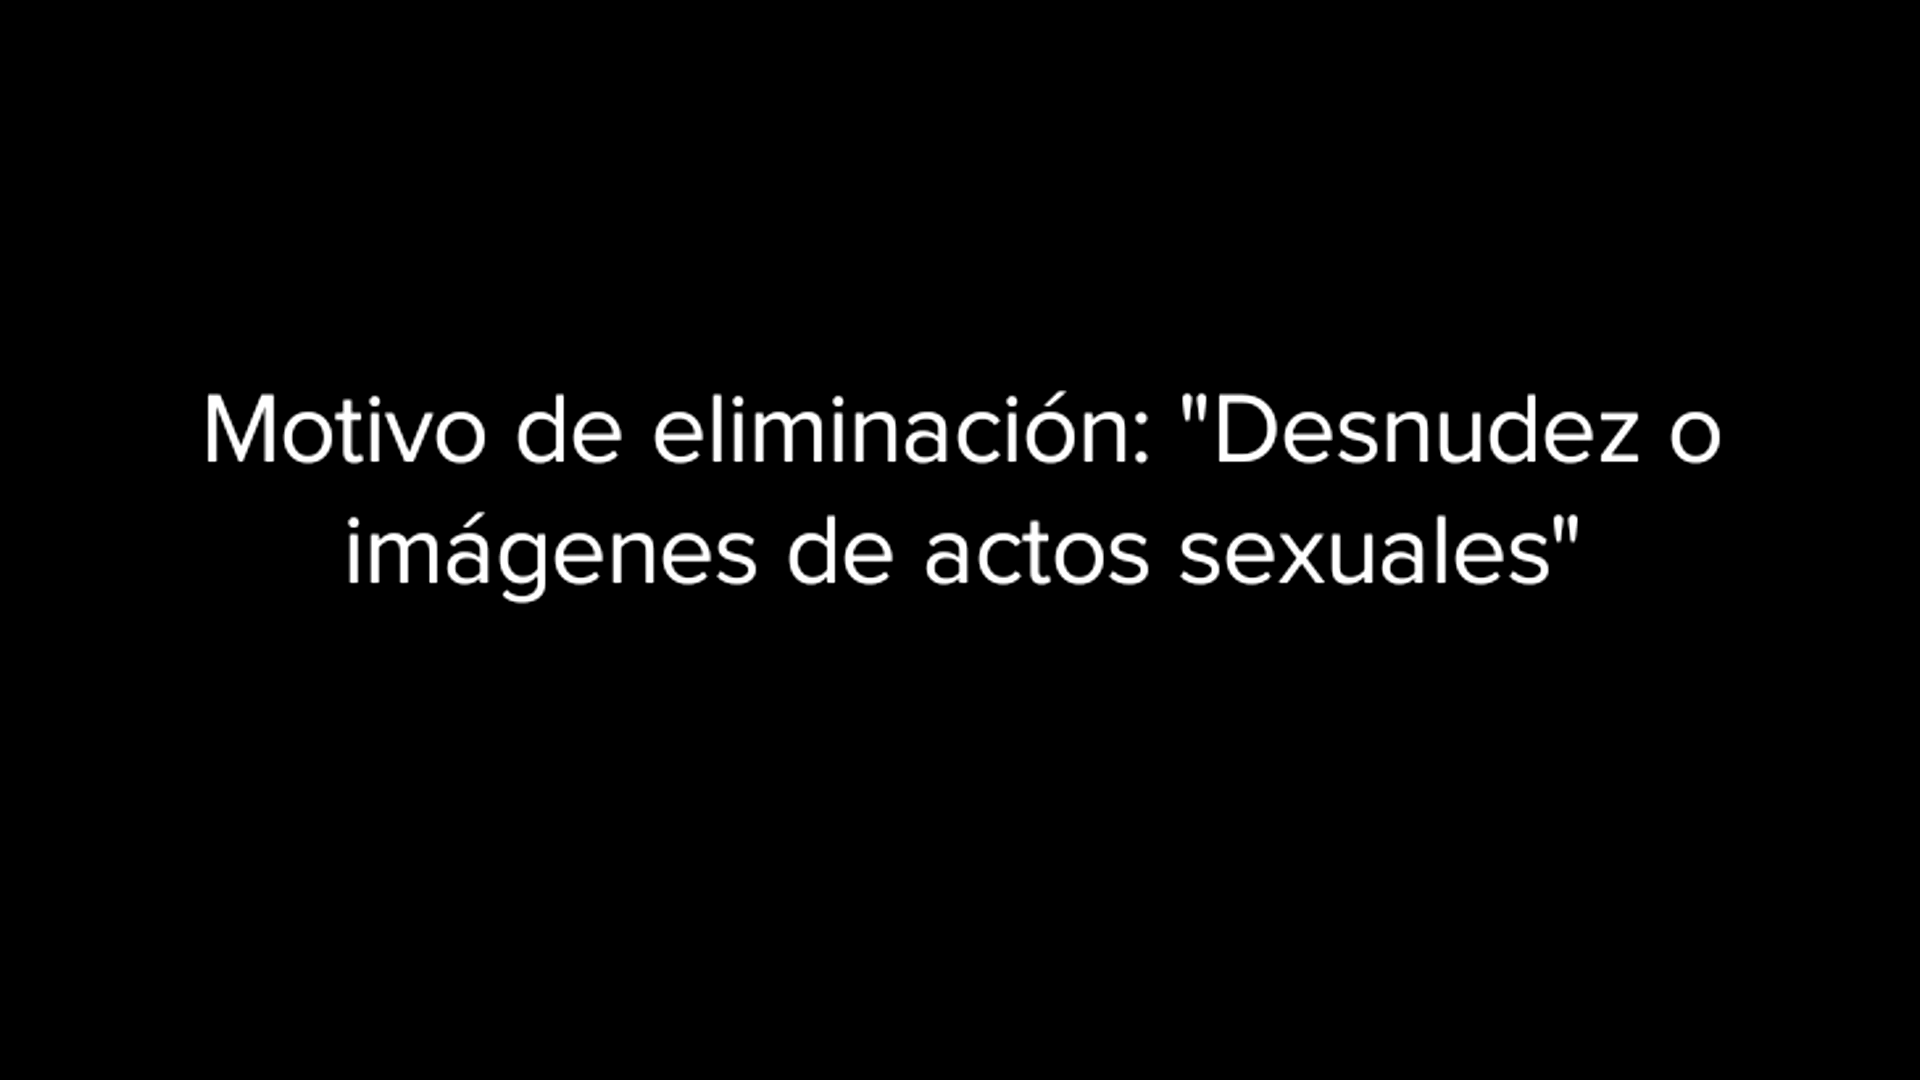 Motivo de eliminación: "Desnudez o
imágenes de actos sexuales"